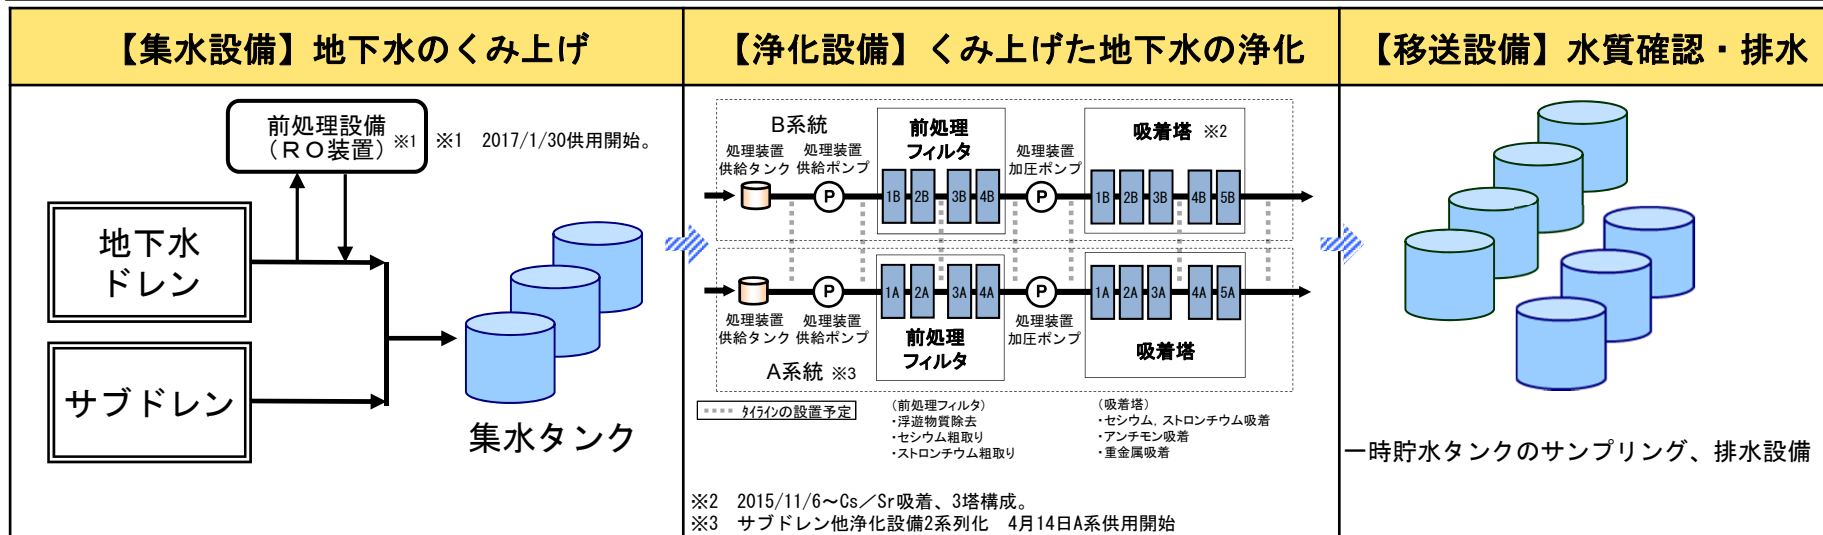 【集水設備】地下水のくみ上げ
前処理設備
（ＲＯ装置）※1
※1　2017/1/30供用開始。
地下水
ドレン
サブドレン
集水タンク
【浄化設備】くみ上げた地下水の浄化
B系統
処理装置
供給タンク
処理装置
供給ポンプ
前処理
フィルタ
処理装置
加圧ポンプ
吸着塔 ※2
P
1B 2B 3B 4B
P
1B 2B 3B 4B 5B
P
1A 2A 3A 4A
P
1A 2A 3A 4A 5A
処理装置
供給タンク
処理装置
供給ポンプ
前処理
フィルタ
処理装置
加圧ポンプ
吸着塔
A系統 ※3
ﾀｲﾗｲﾝの設置予定
（前処理フィルタ）
・浮遊物質除去
・セシウム粗取り
・ストロンチウム粗取り
（吸着塔）
・セシウム，ストロンチウム吸着
・アンチモン吸着
・重金属吸着
※2　2015/11/6～Cs／Sr吸着、3塔構成。
※3　サブドレン他浄化設備2系列化　4月14日A系供用開始
【移送設備】水質確認・排水
一時貯水タンクのサンプリング、排水設備